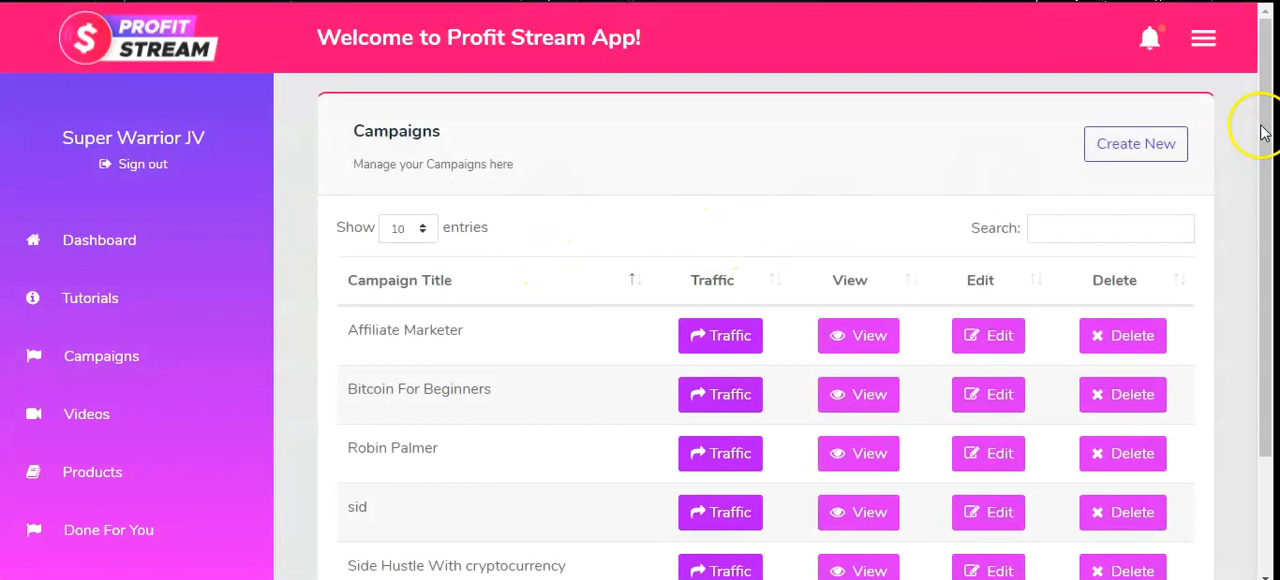 PROFIT
STREAM
Welcome to Profit Stream App!
Super Warrior JV
Sign out
Dashboard
Tutorials
Campaigns
Videos
Products
Done For You
Campaigns
Manage your Campaigns here
Create New
Show 10 entries
Search:
Campaign Title Traffic View Edit Delete
Affiliate Marketer Traffic View Edit Delete
Bitcoin For Beginners Traffic View Edit Delete
Robin Palmer Traffic View Edit Delete
sid Traffic View Edit Delete
Side Hustle With cryptocurrency Traffic View Edit Delete